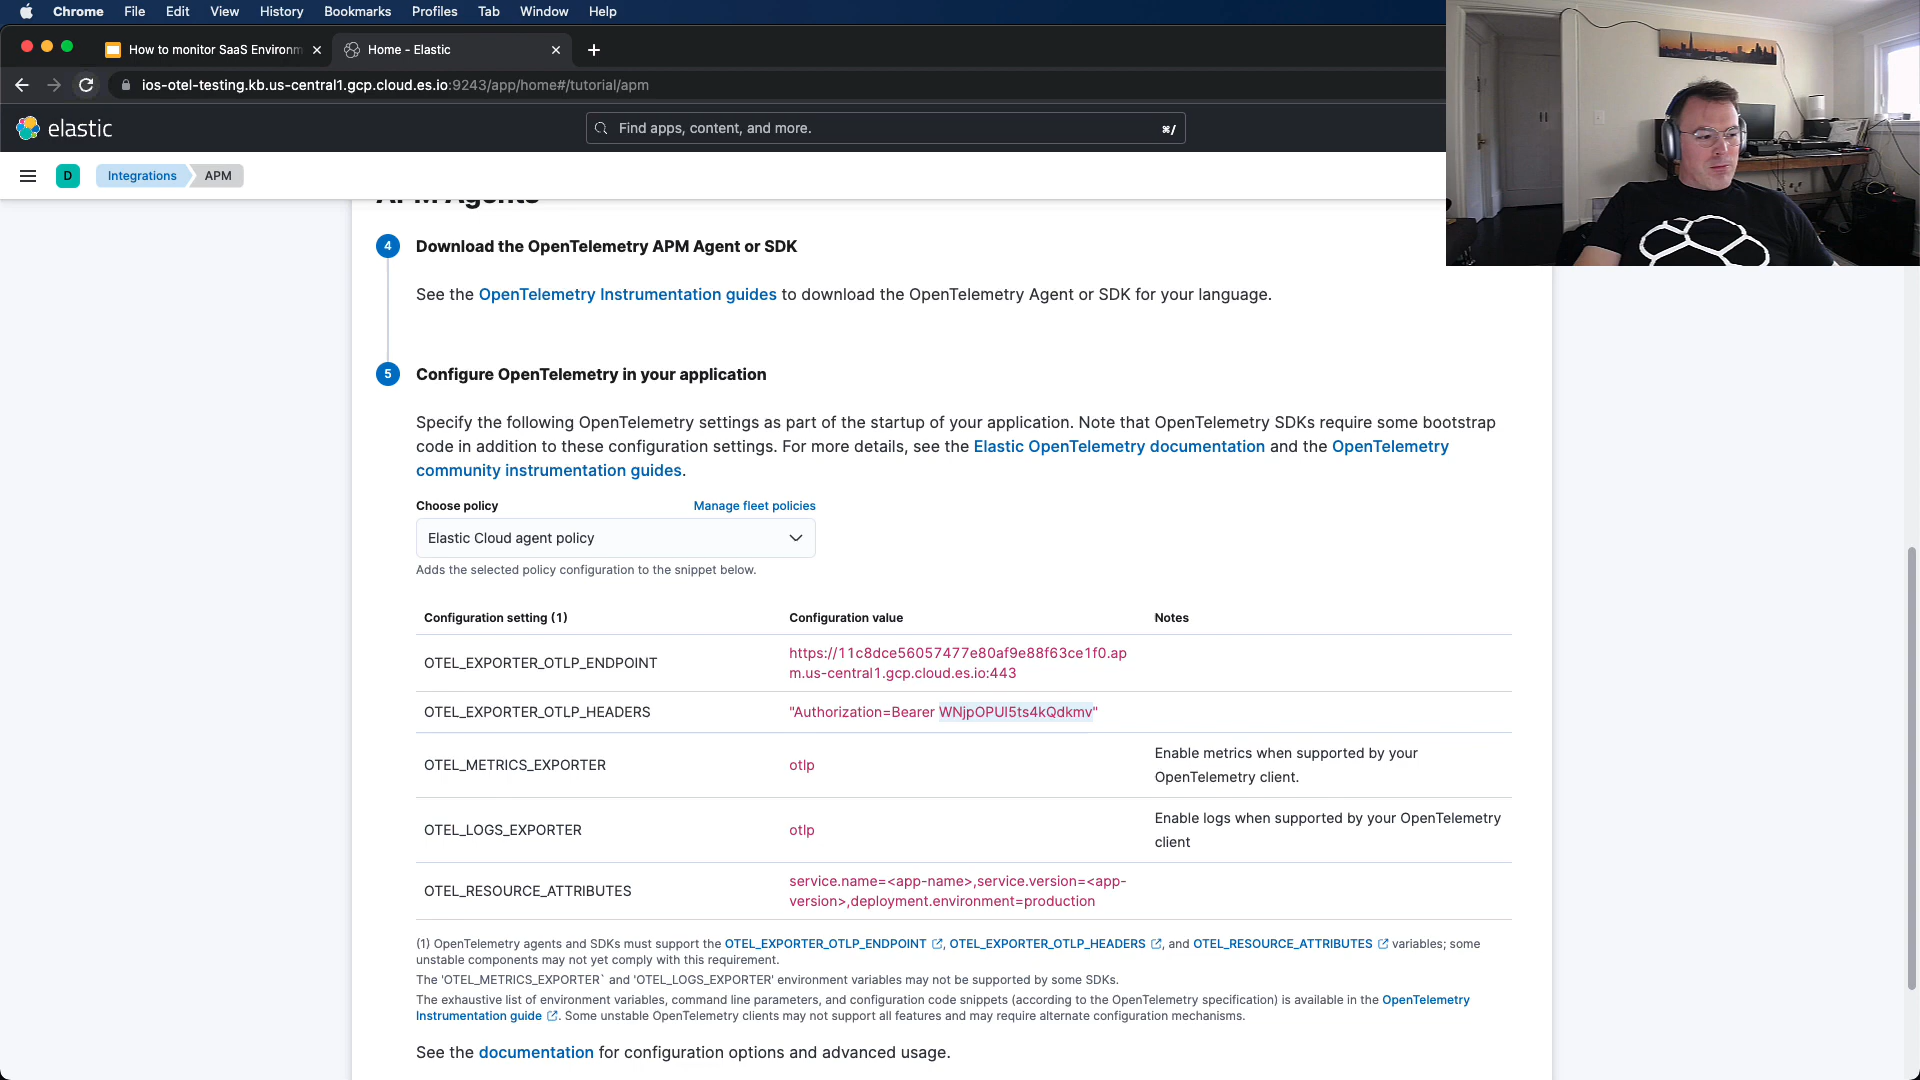 Chrome File Edit View History Bookmarks Profiles Tab Window Help
How to monitor SaaS Environm
Home - Elastic
ios-otel-testing.kb.us-central1.gcp.cloud.es.io:9243/app/home#/tutorial/apm
elastic
Find apps, content, and more.
⌘/
D
Integrations
APM
APM Agents
4
Download the OpenTelemetry APM Agent or SDK
See the OpenTelemetry Instrumentation guides to download the OpenTelemetry Agent or SDK for your language.
5
Configure OpenTelemetry in your application
Specify the following OpenTelemetry settings as part of the startup of your application. Note that OpenTelemetry SDKs require some bootstrap
code in addition to these configuration settings. For more details, see the Elastic OpenTelemetry documentation and the OpenTelemetry
community instrumentation guides.
Choose policy
Manage fleet policies
Elastic Cloud agent policy
Adds the selected policy configuration to the snippet below.
Configuration setting (1)
Configuration value
Notes
OTEL_EXPORTER_OTLP_ENDPOINT
https://11c8dce56057477e80af9e88f63ce1f0.ap
m.us-central1.gcp.cloud.es.io:443
OTEL_EXPORTER_OTLP_HEADERS
"Authorization=Bearer WNjpOPUI5ts4kQdkmv"
OTEL_METRICS_EXPORTER
otlp
Enable metrics when supported by your
OpenTelemetry client.
OTEL_LOGS_EXPORTER
otlp
Enable logs when supported by your OpenTelemetry
client
OTEL_RESOURCE_ATTRIBUTES
service.name=<app-name>,service.version=<app-
version>,deployment.environment=production
(1) OpenTelemetry agents and SDKs must support the OTEL_EXPORTER_OTLP_ENDPOINT , OTEL_EXPORTER_OTLP_HEADERS , and OTEL_RESOURCE_ATTRIBUTES variables; some
unstable components may not yet comply with this requirement.
The 'OTEL_METRICS_EXPORTER` and 'OTEL_LOGS_EXPORTER' environment variables may not be supported by some SDKs.
The exhaustive list of environment variables, command line parameters, and configuration code snippets (according to the OpenTelemetry specification) is available in the OpenTelemetry
Instrumentation guide . Some unstable OpenTelemetry clients may not support all features and may require alternate configuration mechanisms.
See the documentation for configuration options and advanced usage.